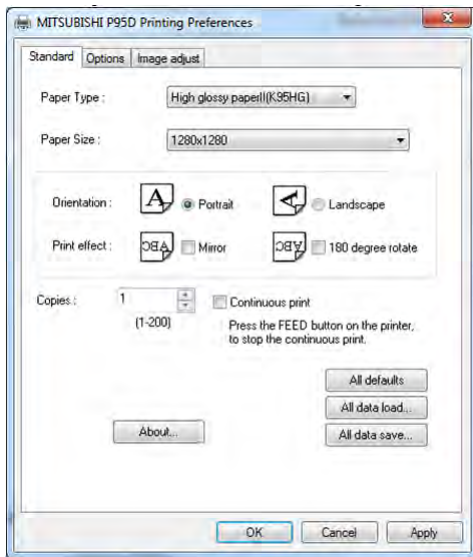 MITSUBISHI P95D Printing Preferences
Standard Options Image adjust
Paper Type : High glossy paperII(K95HG)
Paper Size : 1280x1280
Orientation : A Portrait A Landscape
Print effect : ABC Mirror ABC 180 degree rotate
Copies : 1 Continuous print
(1-200) Press the FEED button on the printer,
to stop the continuous print.
All defaults
All data load...
About... All data save...
OK Cancel Apply